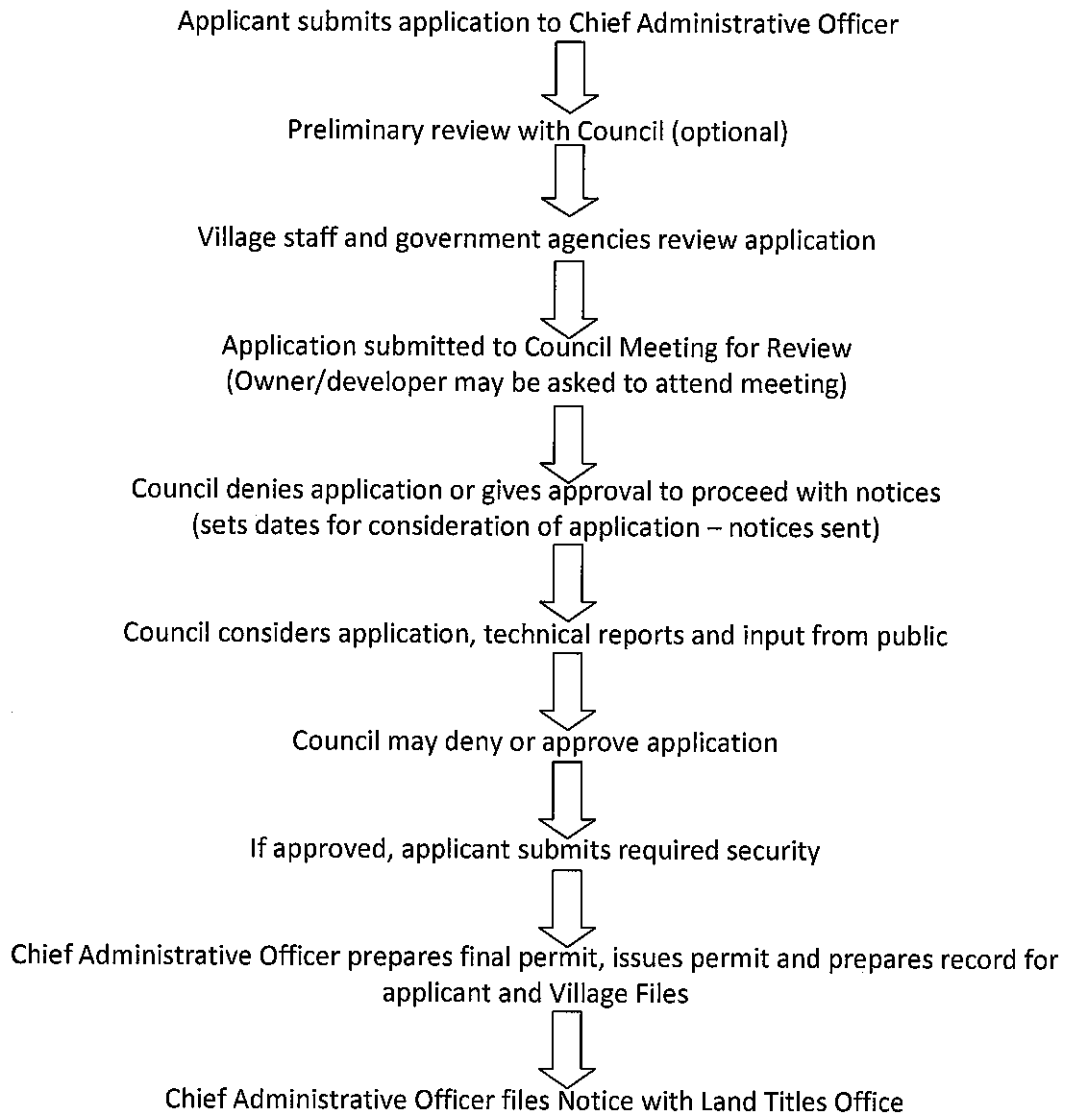 Applicant submits application to Chief Administrative Officer
Preliminary review with Council (optional)
Village staff and government agencies review application
Application submitted to Council Meeting for Review
(Owner/developer may be asked to attend meeting)
Council denies application or gives approval to proceed with notices
(sets dates for consideration of application – notices sent)
Council considers application, technical reports and input from public
Council may deny or approve application
If approved, applicant submits required security
Chief Administrative Officer prepares final permit, issues permit and prepares record for
applicant and Village Files
Chief Administrative Officer files Notice with Land Titles Office